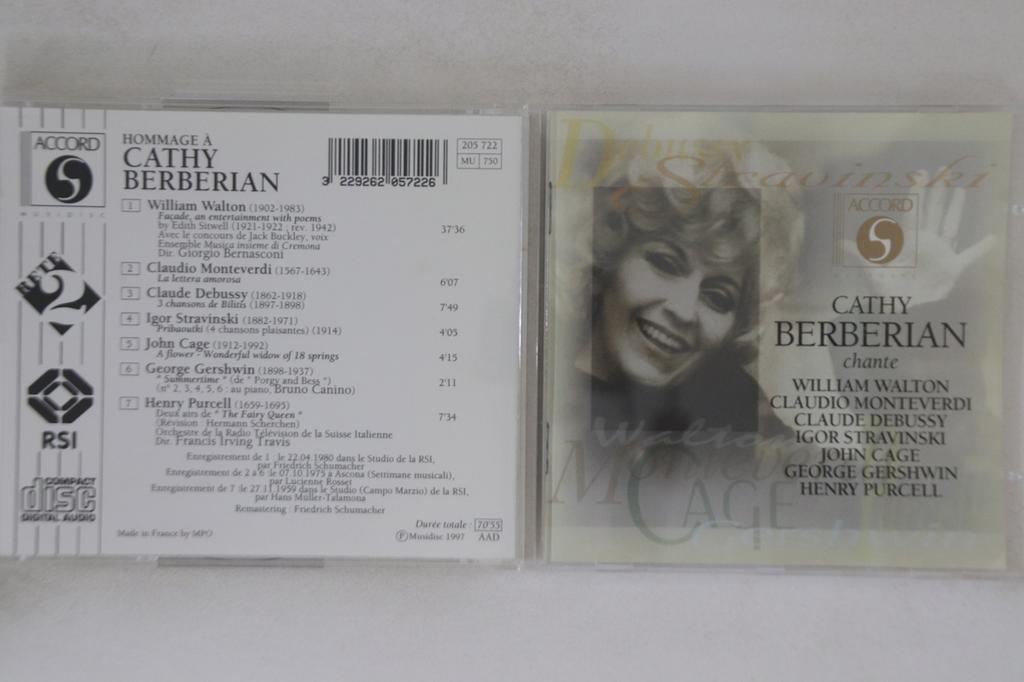 ACCORD
MUSIDISC
RETE
2
RSI
COMPACT
disc
DIGITAL AUDIO
HOMMAGE À
CATHY
BERBERIAN
3 229262 057226
205 722
MU 750
1 William Walton (1902-1983)
Façade, an entertainment with poems
by Edith Sitwell (1921-1922 ; rev. 1942) 37'36
Avec le concours de Jack Buckley, voix
Ensemble Musica insieme di Cremona
Dir. Giorgio Bernasconi
2 Claudio Monteverdi (1567-1643)
La lettera amorosa 6'07
3 Claude Debussy (1862-1918)
3 chansons de Bilitis (1897-1898) 7'49
4 Igor Stravinski (1882-1971)
Pribaoutki (4 chansons plaisantes) (1914) 4'05
5 John Cage (1912-1992)
A flower - Wonderful widow of 18 springs 4'15
6 George Gershwin (1898-1937)
" Summertime " (de " Porgy and Bess ") 2'11
(n° 2, 3, 4, 5, 6 : au piano, Bruno Canino)
7 Henry Purcell (1659-1695)
Deux airs de " The Fairy Queen " 7'34
(Révision : Hermann Scherchen)
Orchestre de la Radio Télévision de la Suisse Italienne
Dir. Francis Irving Travis
Enregistrement de 1 : le 22.04.1980 dans le Studio de la RSI,
par Friedrich Schumacher
Enregistrement de 2 à 6 : le 07.10.1975 à Ascona (Settimane musicali),
par Lucienne Rosset
Enregistrement de 7 : le 27.11.1959 dans le Studio (Campo Marzio) de la RSI,
par Hans Müller-Talamona
Remastering : Friedrich Schumacher
Durée totale : 70'55
Made in France by MPO
Ⓟ Musidisc 1997 AAD
Debussy
Stravinski
ACCORD
MUSIDISC
CATHY
BERBERIAN
chante
WILLIAM WALTON
CLAUDIO MONTEVERDI
CLAUDE DEBUSSY
IGOR STRAVINSKI
JOHN CAGE
GEORGE GERSHWIN
HENRY PURCELL
Walton
CAGE
Gershwin